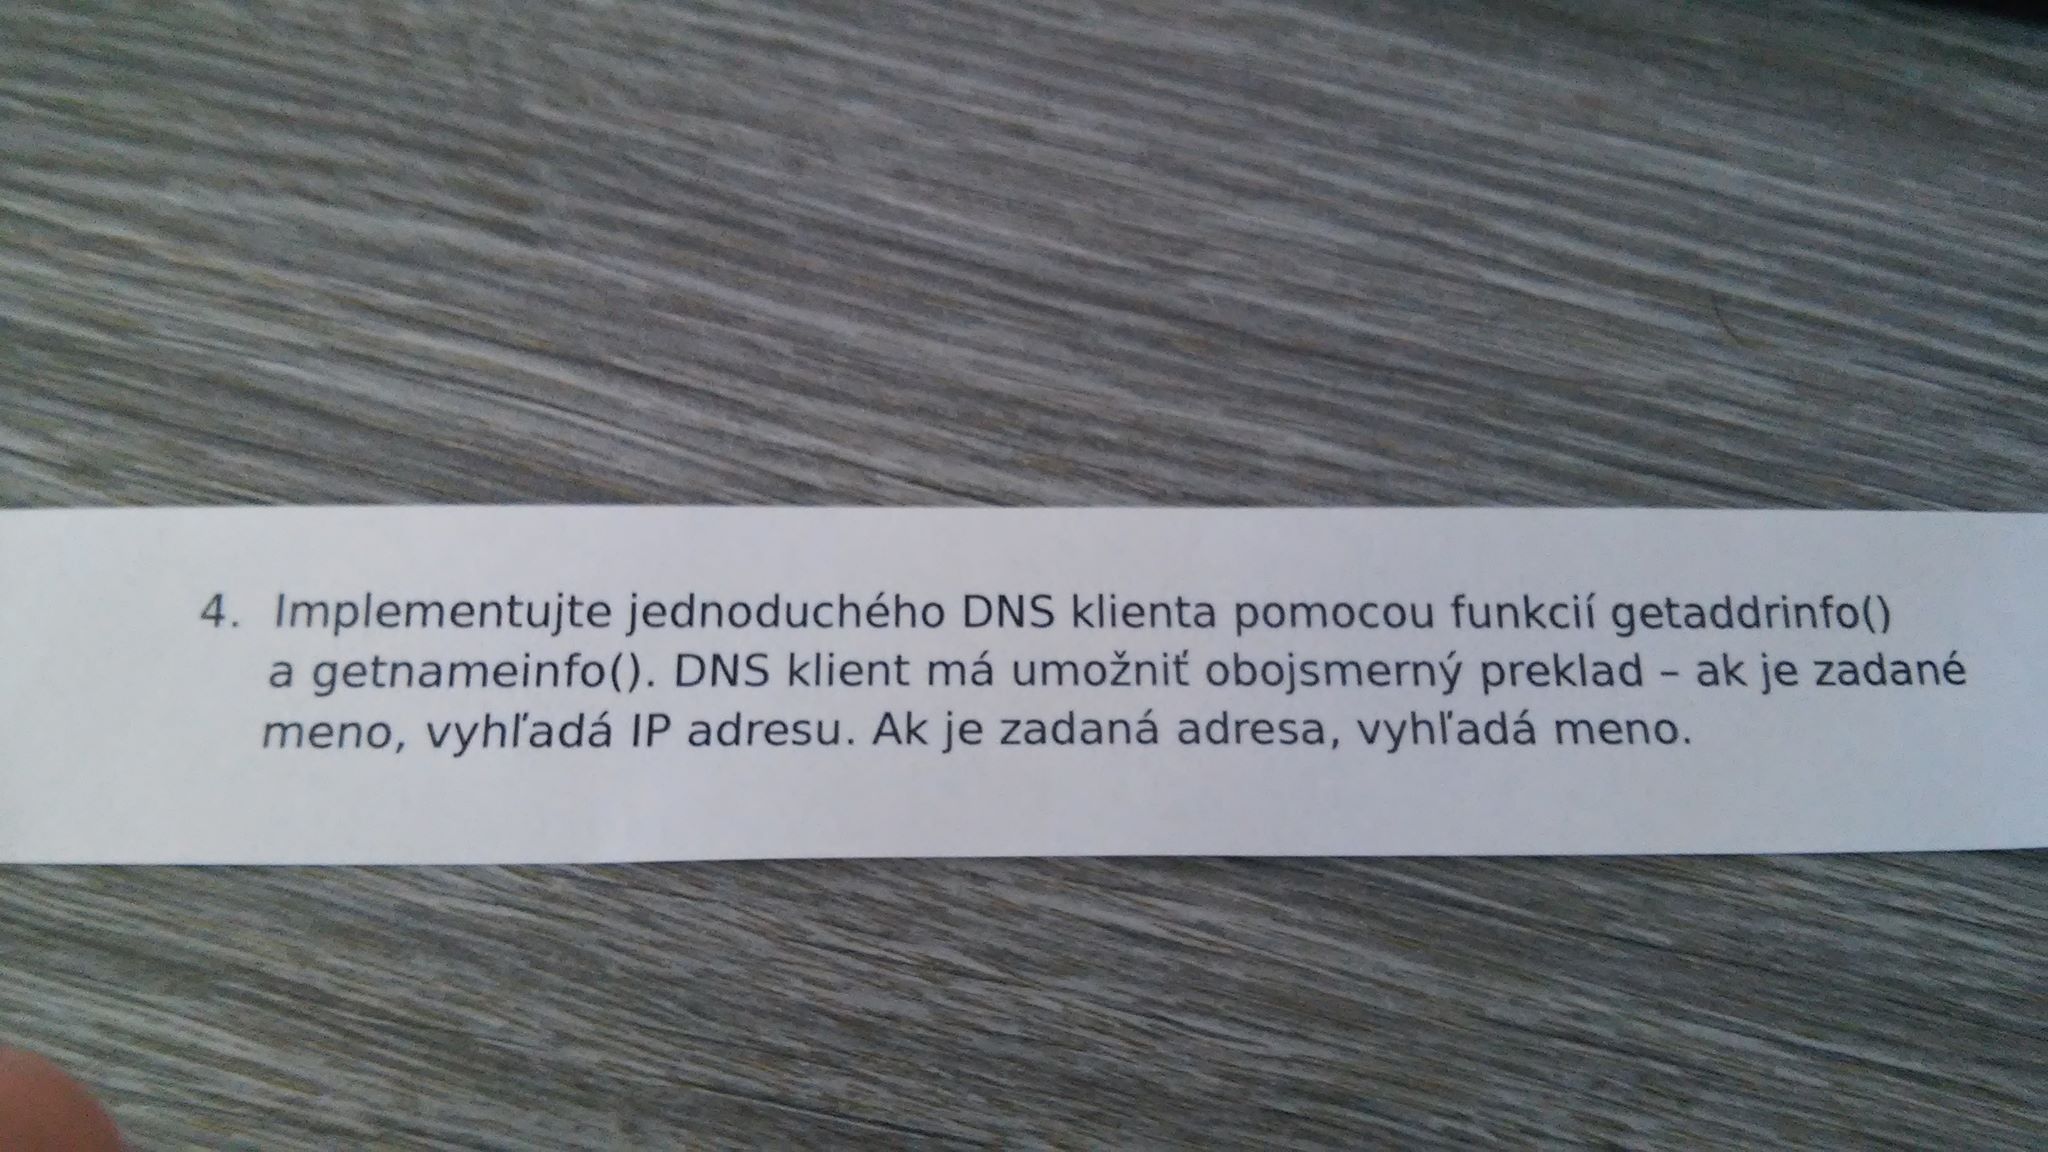 4. Implementujte jednoduchého DNS klienta pomocou funkcií getaddrinfo()
a getnameinfo(). DNS klient má umožniť obojsmerný preklad – ak je zadané
meno, vyhľadá IP adresu. Ak je zadaná adresa, vyhľadá meno.